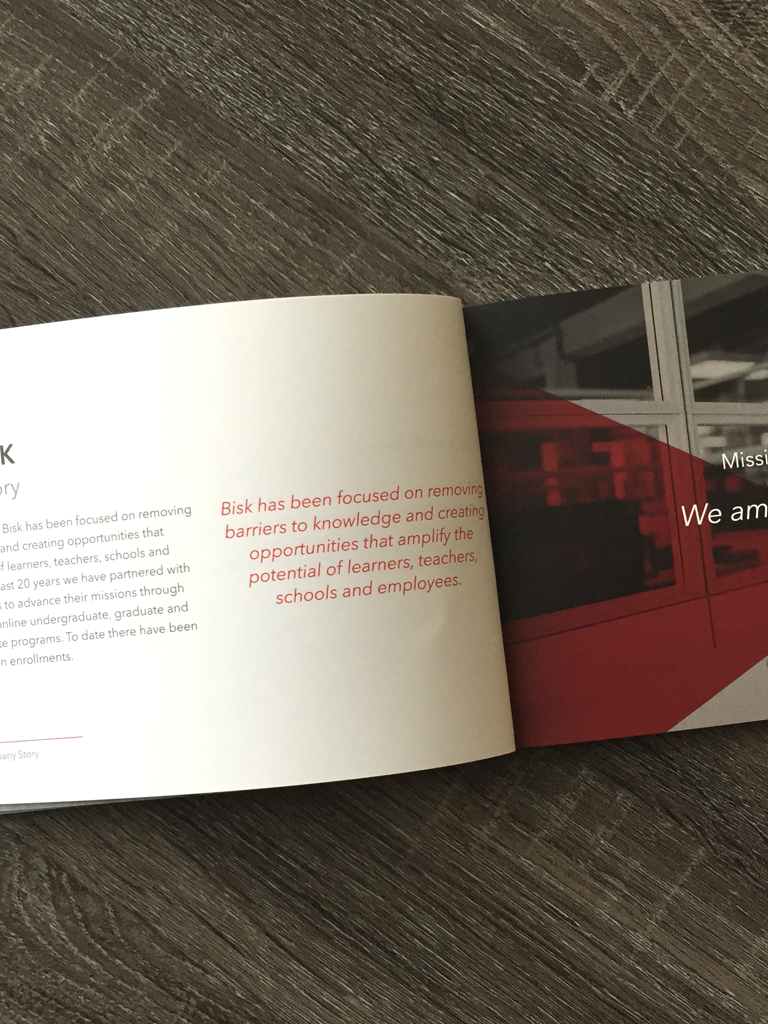 K
ory
Bisk has been focused on removing
and creating opportunities that
f learners, teachers, schools and
ast 20 years we have partnered with
s to advance their missions through
online undergraduate, graduate and
te programs. To date there have been
n enrollments.
pany Story
Bisk has been focused on removing
barriers to knowledge and creating
opportunities that amplify the
potential of learners, teachers,
schools and employees.
Missi
We am